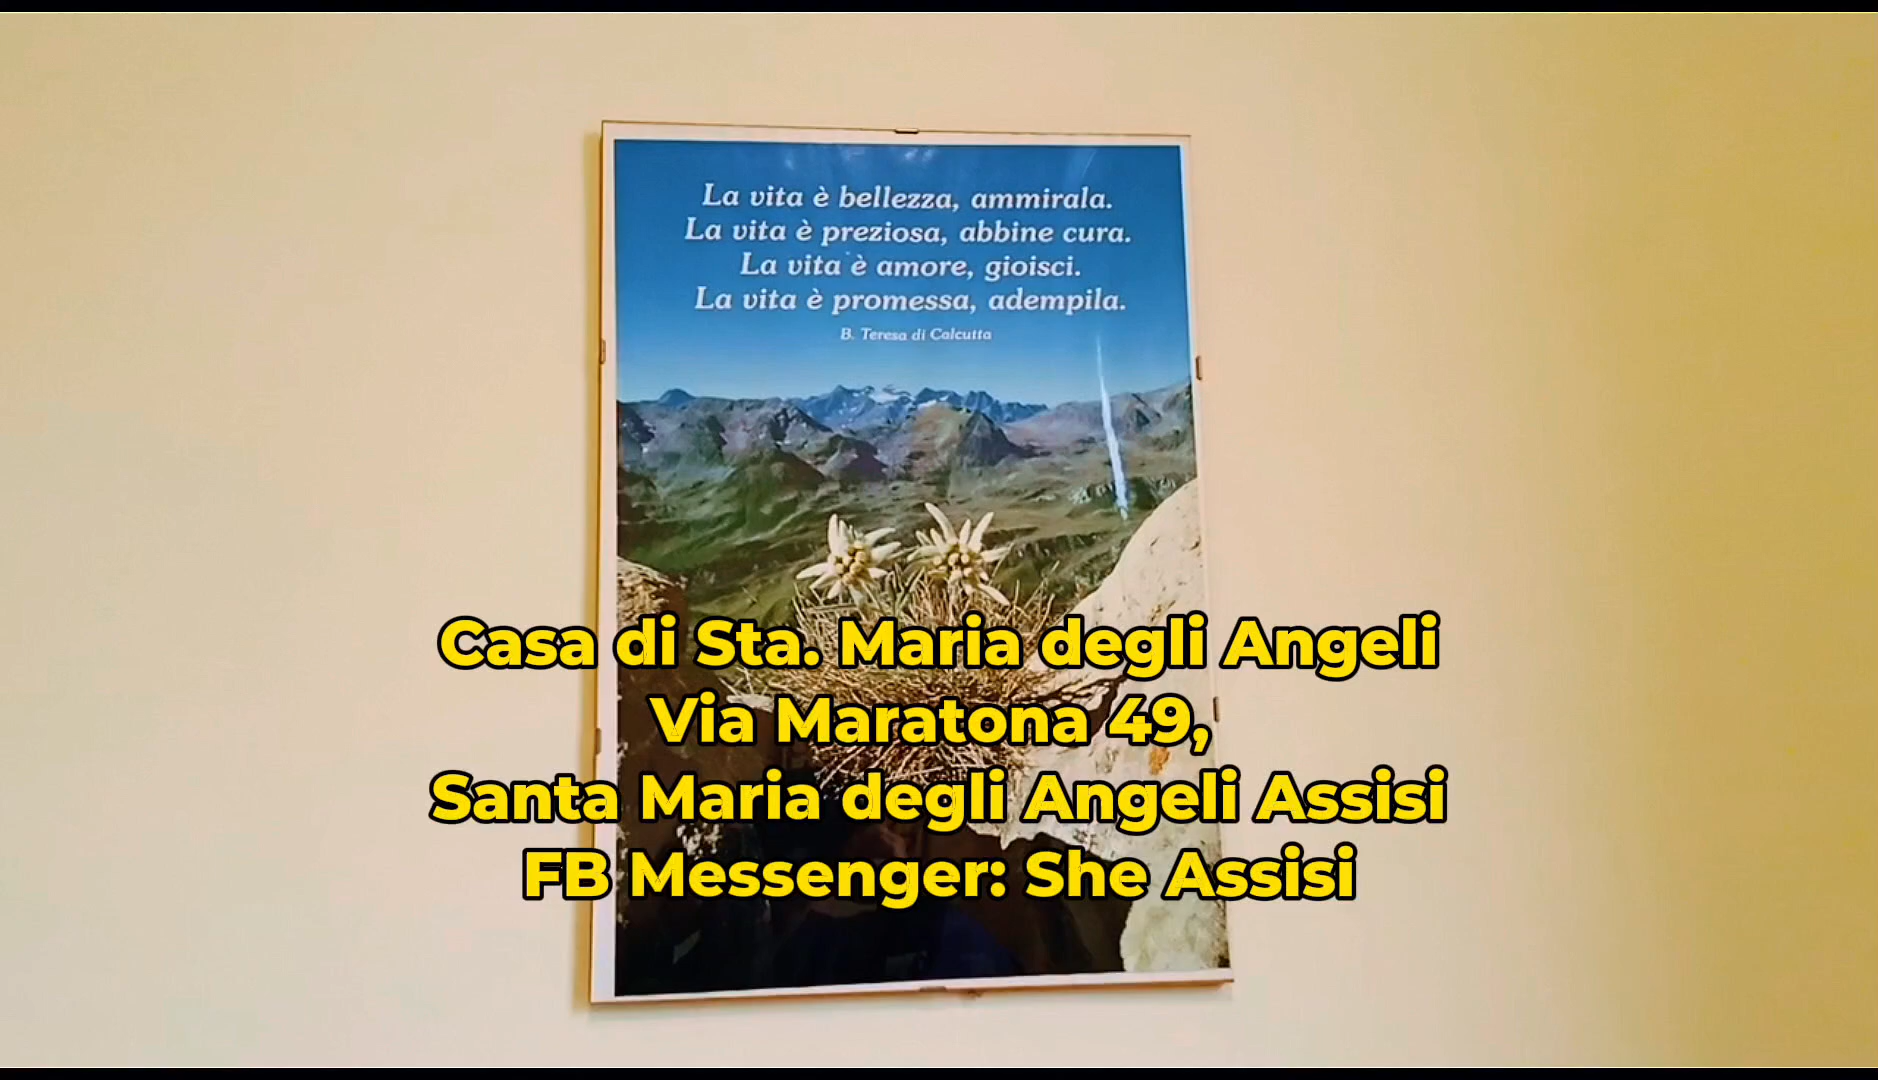 La vita è bellezza, ammirala.
La vita è preziosa, abbine cura.
La vita è amore, gioisci.
La vita è promessa, adempila.
B. Teresa di Calcutta
Casa di Sta. Maria degli Angeli
Via Maratona 49,
Santa Maria degli Angeli Assisi
FB Messenger: She Assisi